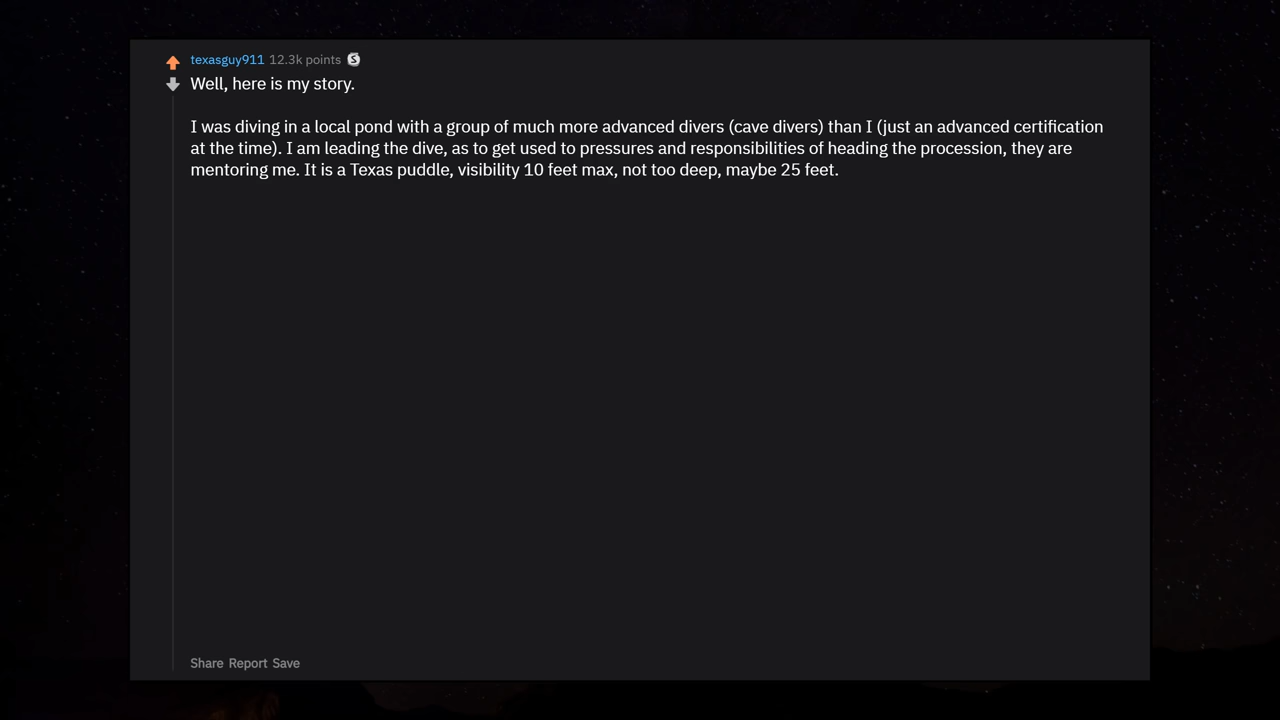 texasguy911 12.3k points
Well, here is my story.
I was diving in a local pond with a group of much more advanced divers (cave divers) than I (just an advanced certification
at the time). I am leading the dive, as to get used to pressures and responsibilities of heading the procession, they are
mentoring me. It is a Texas puddle, visibility 10 feet max, not too deep, maybe 25 feet.
Share Report Save